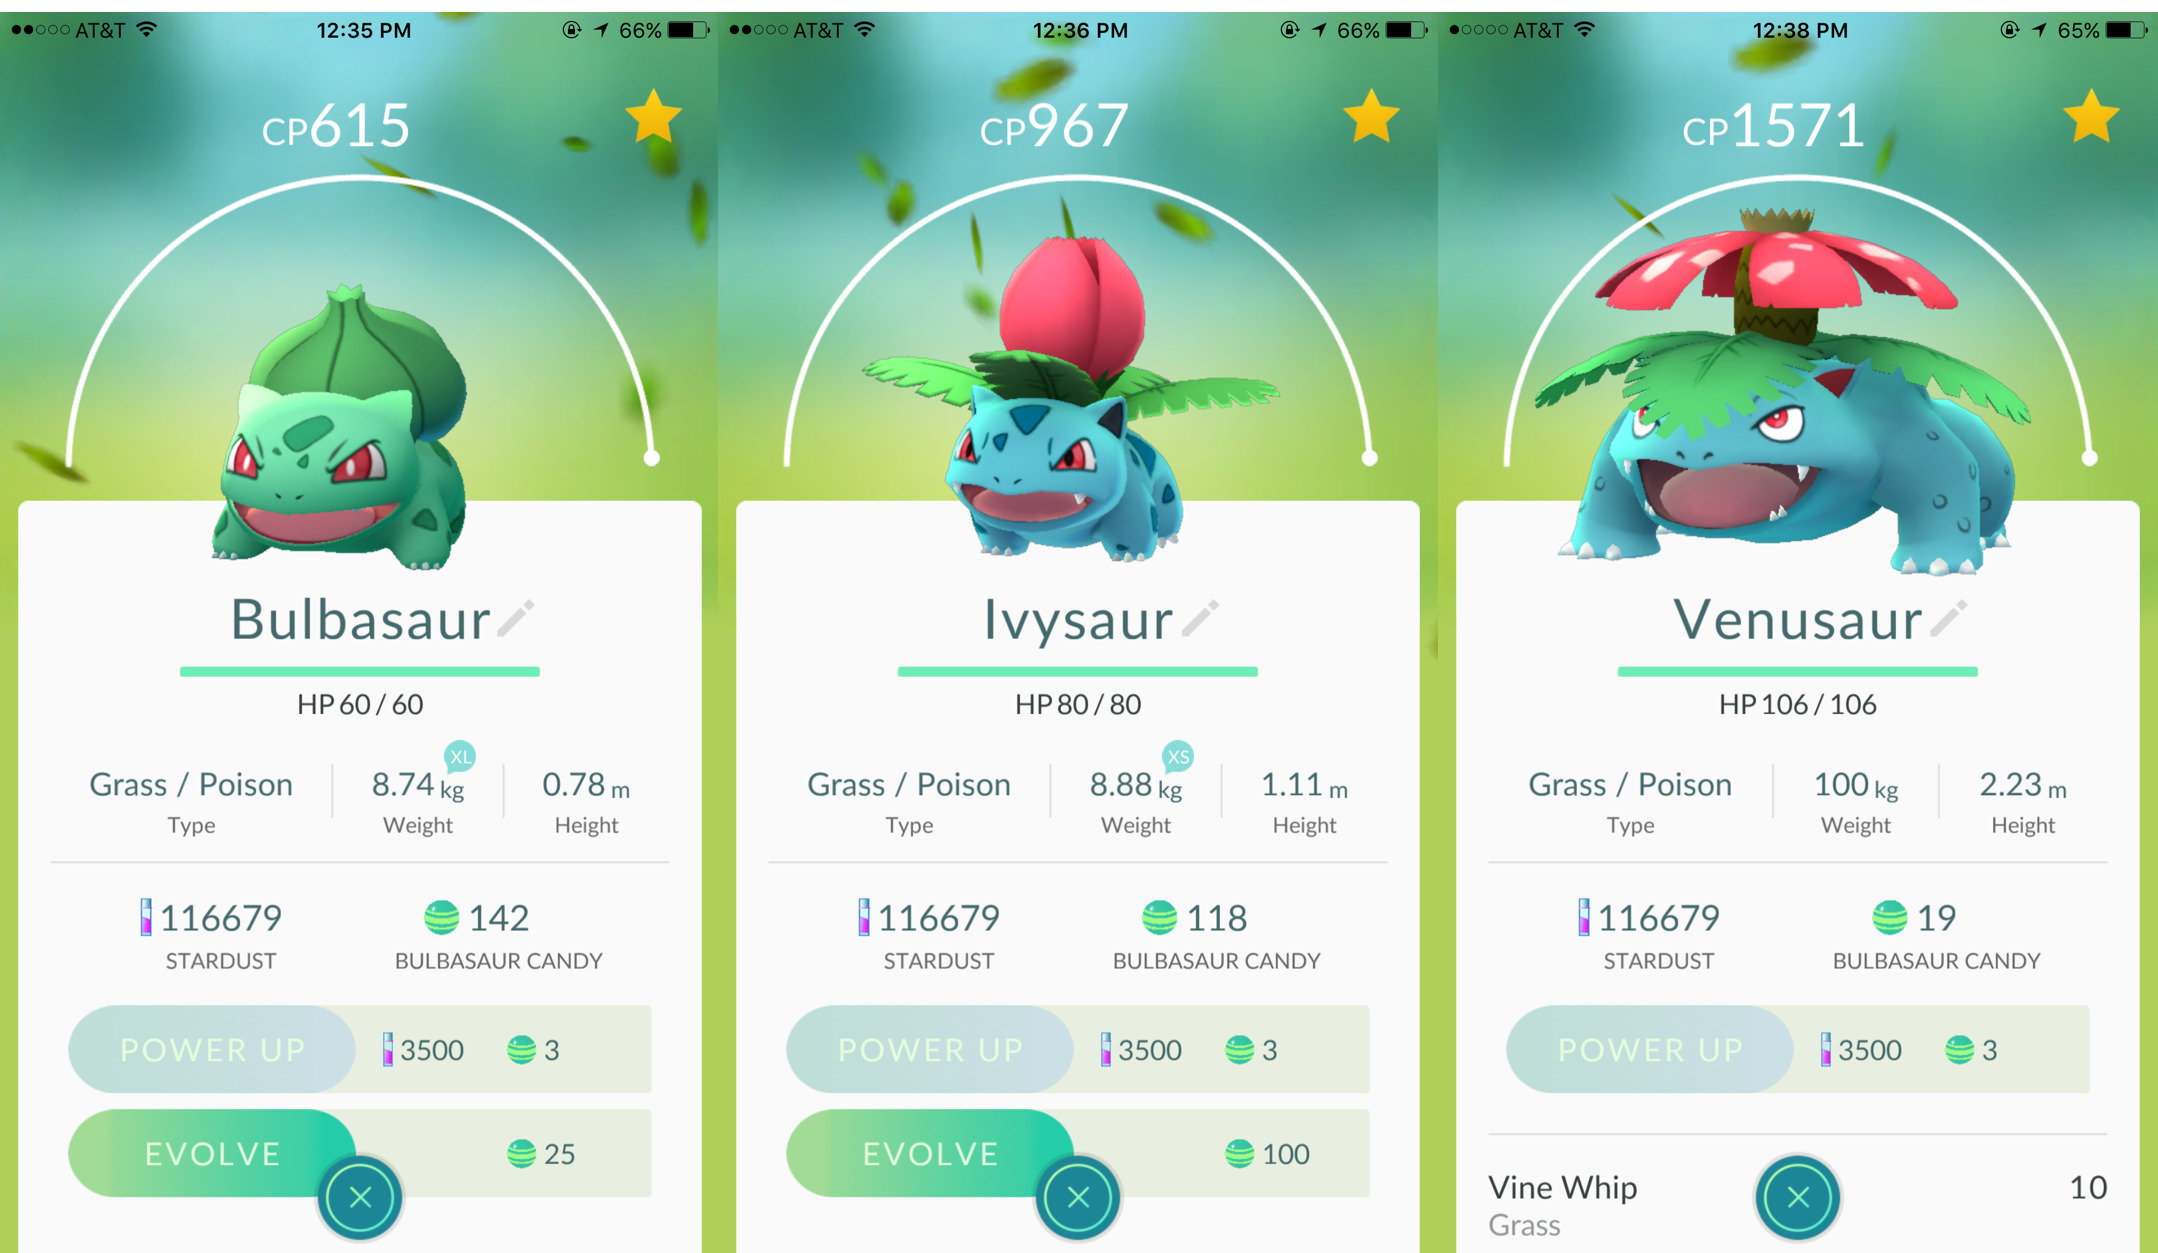 AT&T 12:35 PM 66%
CP615
Bulbasaur
HP 60 / 60
XL
Grass / Poison 8.74 kg 0.78 m
Type Weight Height
116679 142
STARDUST BULBASAUR CANDY
POWER UP 3500 3
EVOLVE 25
AT&T 12:36 PM 66%
CP967
Ivysaur
HP 80 / 80
XS
Grass / Poison 8.88 kg 1.11 m
Type Weight Height
116679 118
STARDUST BULBASAUR CANDY
POWER UP 3500 3
EVOLVE 100
AT&T 12:38 PM 65%
CP1571
Venusaur
HP 106 / 106
Grass / Poison 100 kg 2.23 m
Type Weight Height
116679 19
STARDUST BULBASAUR CANDY
POWER UP 3500 3
Vine Whip 10
Grass